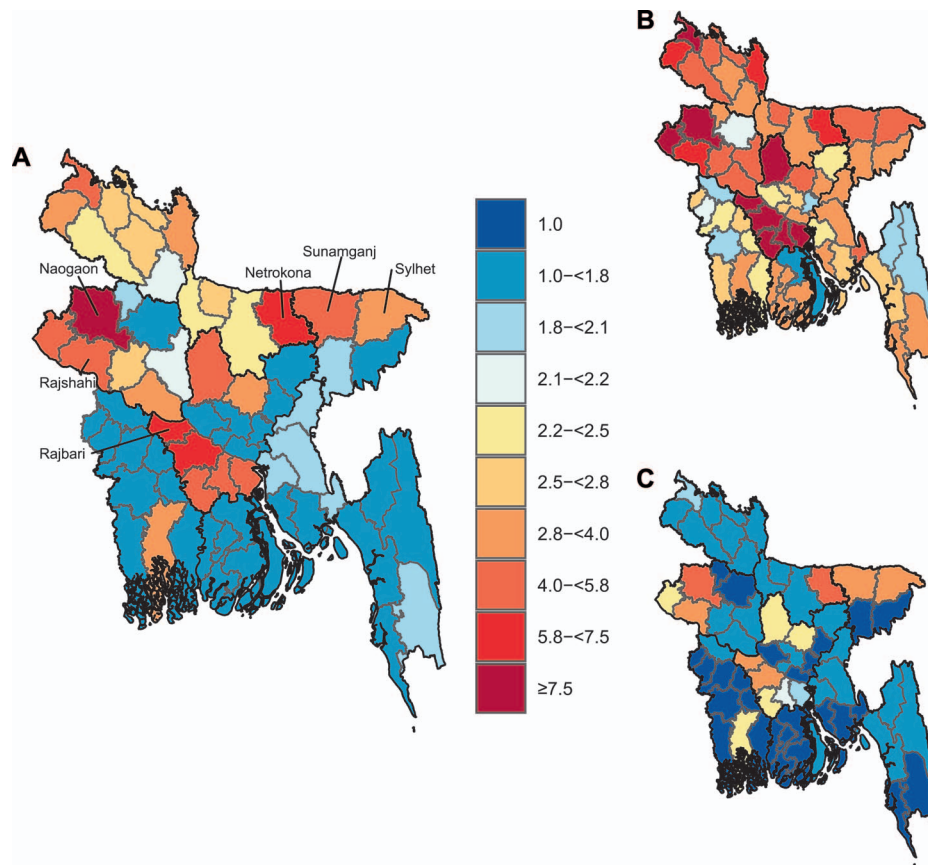 A
B
C
Naogaon
Rajshahi
Rajbari
Netrokona
Sunamganj
Sylhet
1.0
1.0–<1.8
1.8–<2.1
2.1–<2.2
2.2–<2.5
2.5–<2.8
2.8–<4.0
4.0–<5.8
5.8–<7.5
≥7.5